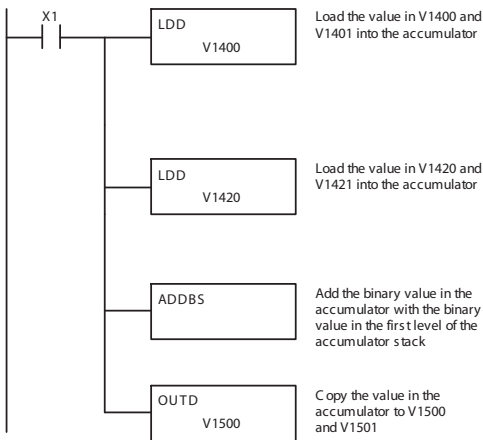 X1
LDD
V1400
Load the value in V1400 and
V1401 into the accumulator
LDD
V1420
Load the value in V1420 and
V1421 into the accumulator
ADDBS
Add the binary value in the
accumulator with the binary
value in the first level of the
accumulator stack
OUTD
V1500
Copy the value in the
accumulator to V1500
and V1501